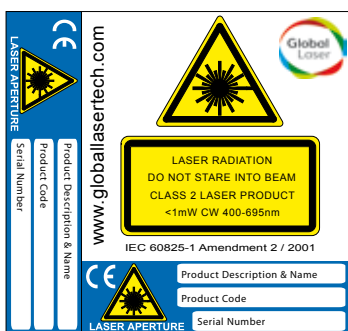 CE
LASER APERTURE
Product Description & Name
Product Code
Serial Number
www.globallasertech.com
Global
Laser
LASER RADIATION
DO NOT STARE INTO BEAM
CLASS 2 LASER PRODUCT
<1mW CW 400-695nm
IEC 60825-1 Amendment 2 / 2001
CE
LASER APERTURE
Product Description & Name
Product Code
Serial Number